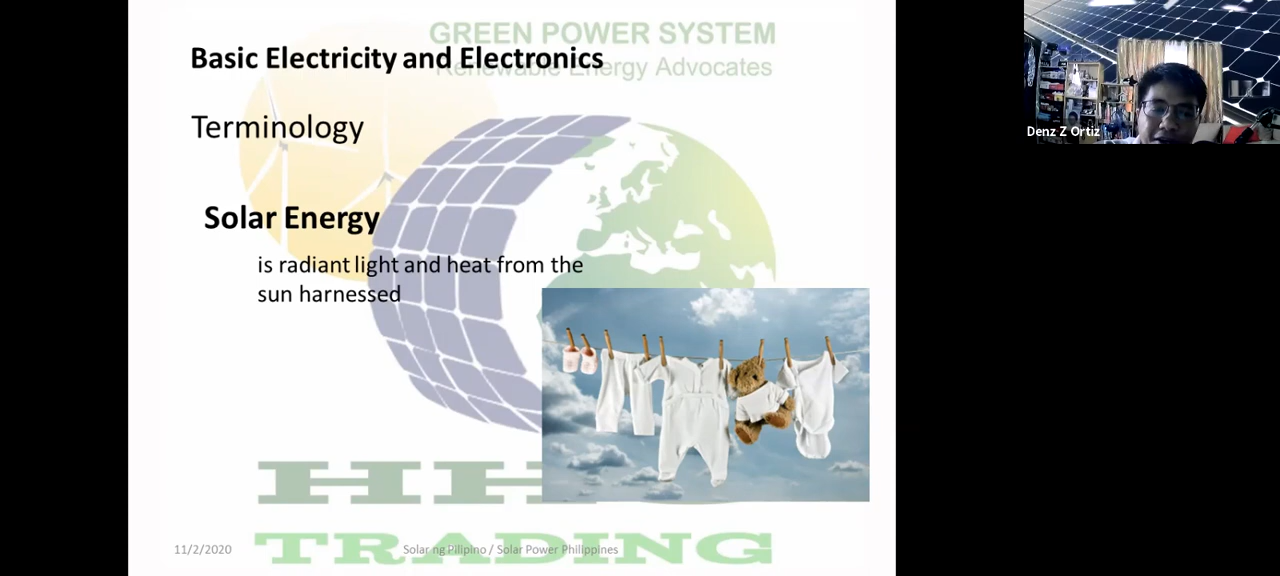 GREEN POWER SYSTEM
Basic Electricity and Electronics
Renewable Energy Advocates
Terminology
Solar Energy
is radiant light and heat from the
sun harnessed
HH
TRADING
11/2/2020
Solar ng Pilipino / Solar Power Philippines
Denz Z Ortiz